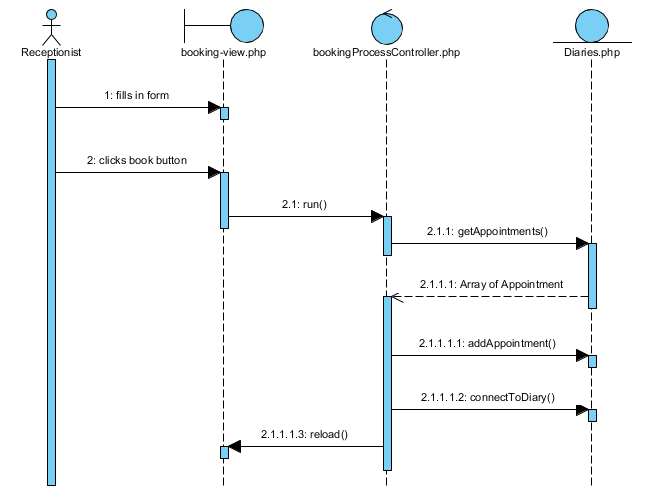 Receptionist
booking-view.php
bookingProcessController.php
Diaries.php
1: fills in form
2: clicks book button
2.1: run()
2.1.1: getAppointments()
2.1.1.1: Array of Appointment
2.1.1.1.1: addAppointment()
2.1.1.1.2: connectToDiary()
2.1.1.1.3: reload()